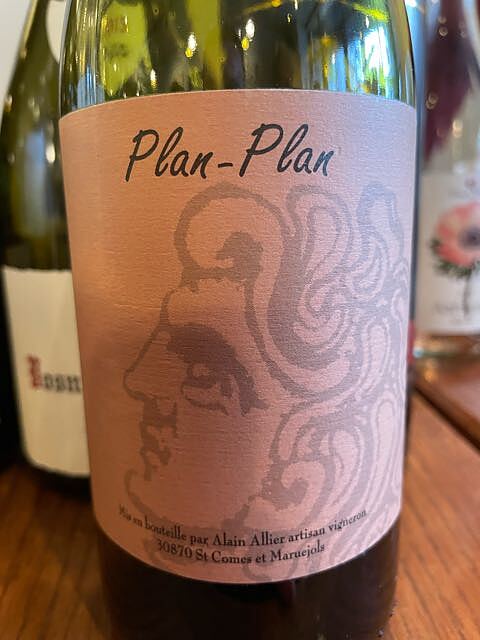 Plan-Plan
Mis en bouteille par Alain Allier artisan vigneron
30870 St Comes et Maruejols